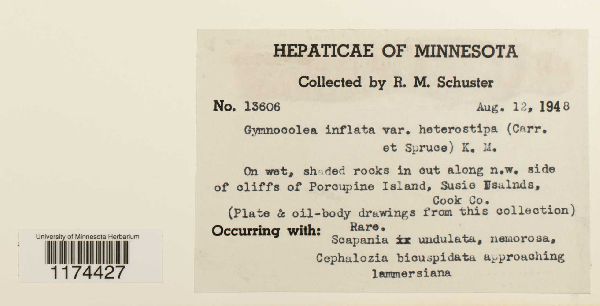 HEPATICAE OF MINNESOTA
Collected by R. M. Schuster
No. 13606 Aug. 12, 1948
Gymnocolea inflata var. heterostipa (Carr.
et Spruce) K. M.
On wet, shaded rocks in cut along n.w. side
of cliffs of Porcupine Island, Susie Usalnds,
Cook Co.
(Plate & oil-body drawings from this collection)
Rare.
Occurring with:
Scapania undulata, nemorosa,
Cephalozia bicuspidata approaching
lammersiana
University of Minnesota Herbarium
1174427